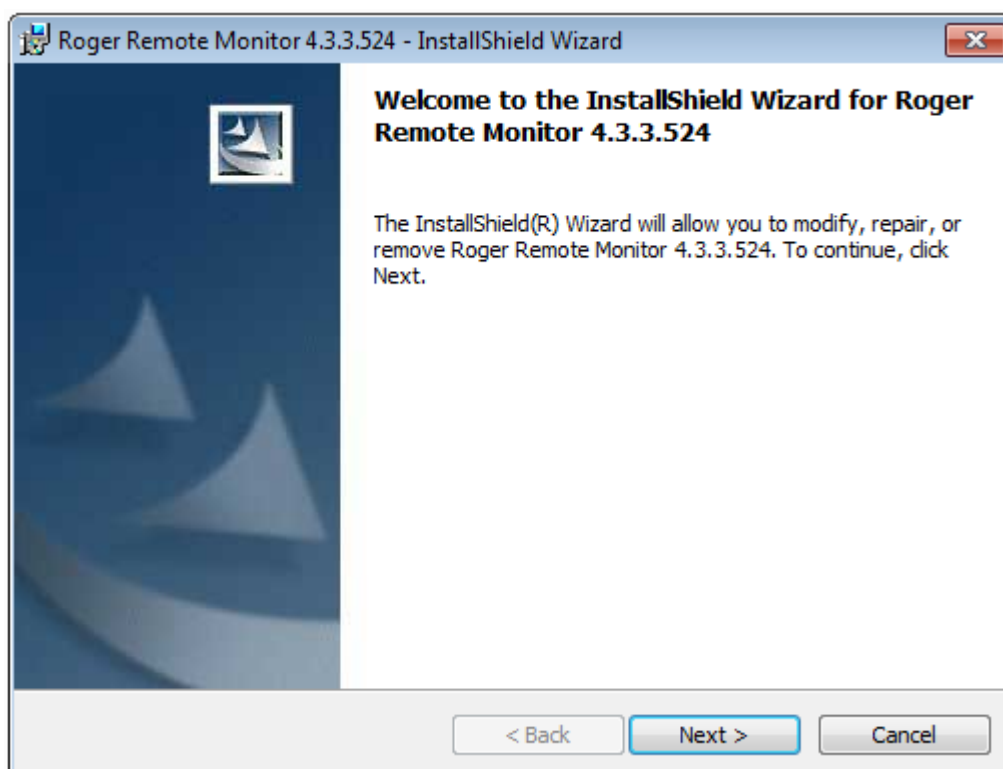 Roger Remote Monitor 4.3.3.524 - InstallShield Wizard
Welcome to the InstallShield Wizard for Roger
Remote Monitor 4.3.3.524
The InstallShield(R) Wizard will allow you to modify, repair, or
remove Roger Remote Monitor 4.3.3.524. To continue, click
Next.
< Back Next > Cancel